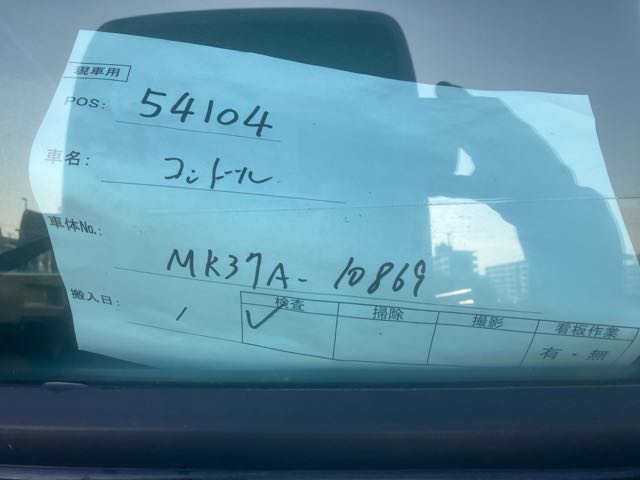 現車用
POS: 54104
車名: コンドール
車体No.: MK37A-10869
搬入日: /
検査 掃除 撮影 看板作業
✓ 有・無